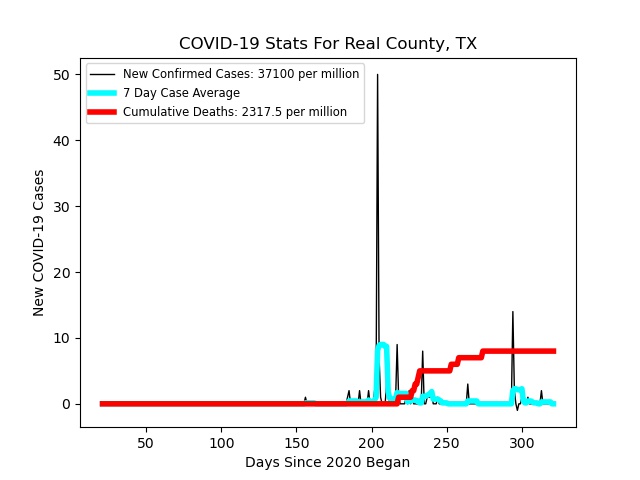 COVID-19 Stats For Real County, TX
New Confirmed Cases: 37100 per million
7 Day Case Average
Cumulative Deaths: 2317.5 per million
New COVID-19 Cases
50
40
30
20
10
0
50 100 150 200 250 300
Days Since 2020 Began